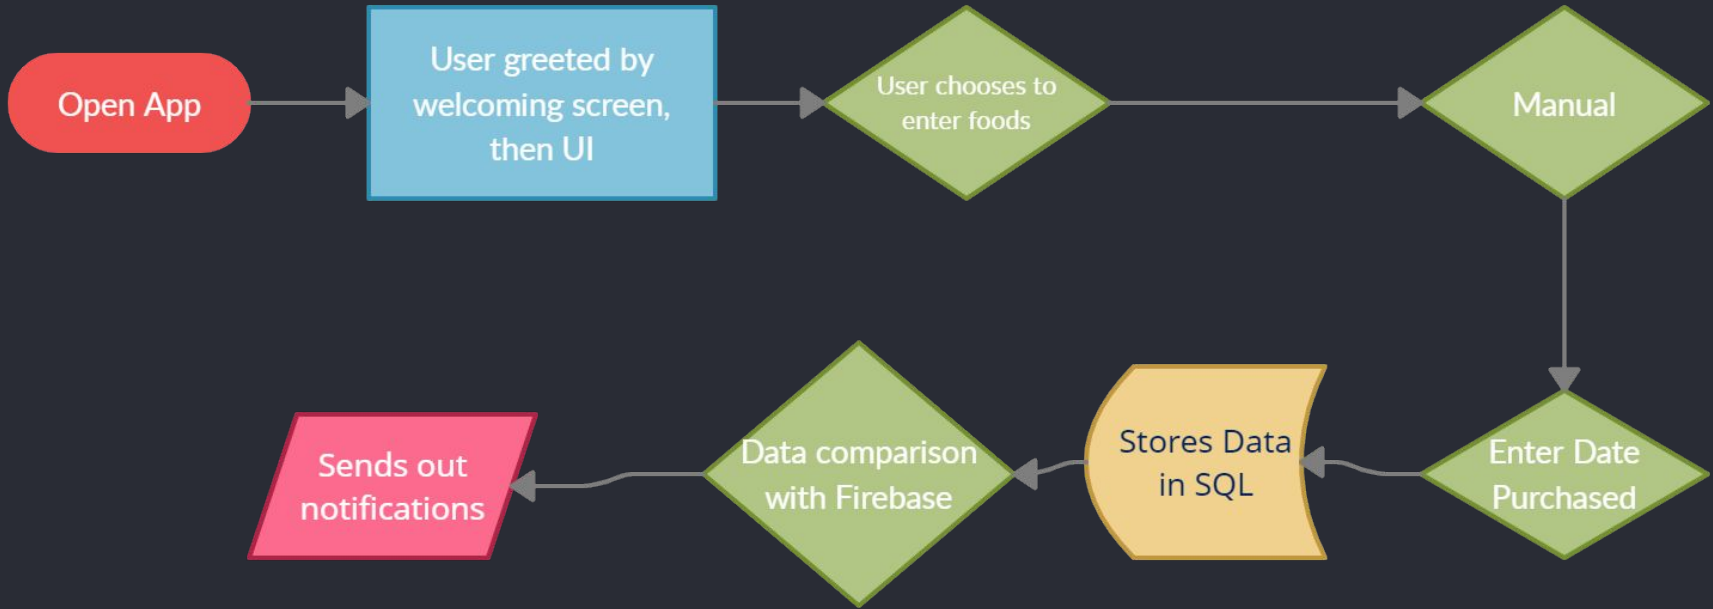 Open App
User greeted by
welcoming screen,
then UI
User chooses to
enter foods
Manual
Enter Date
Purchased
Stores Data
in SQL
Data comparison
with Firebase
Sends out
notifications